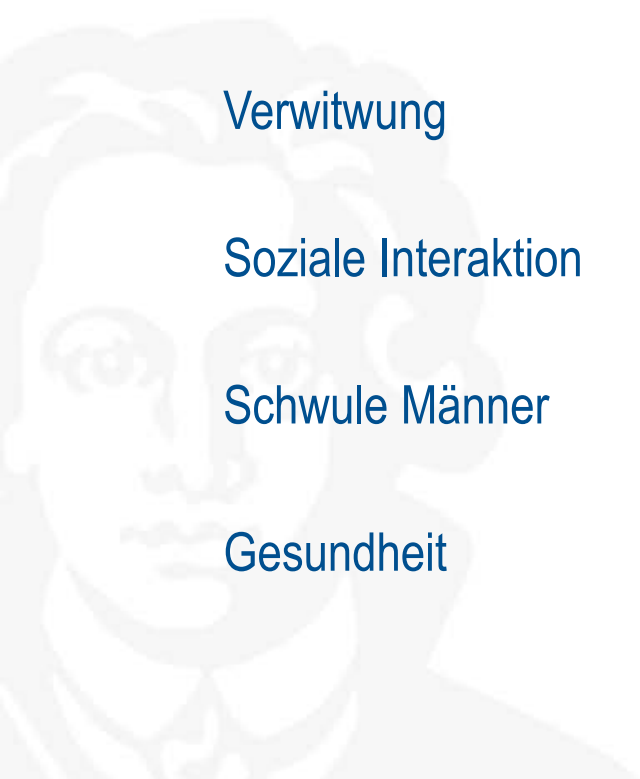 Verwitwung
Soziale Interaktion
Schwule Männer
Gesundheit